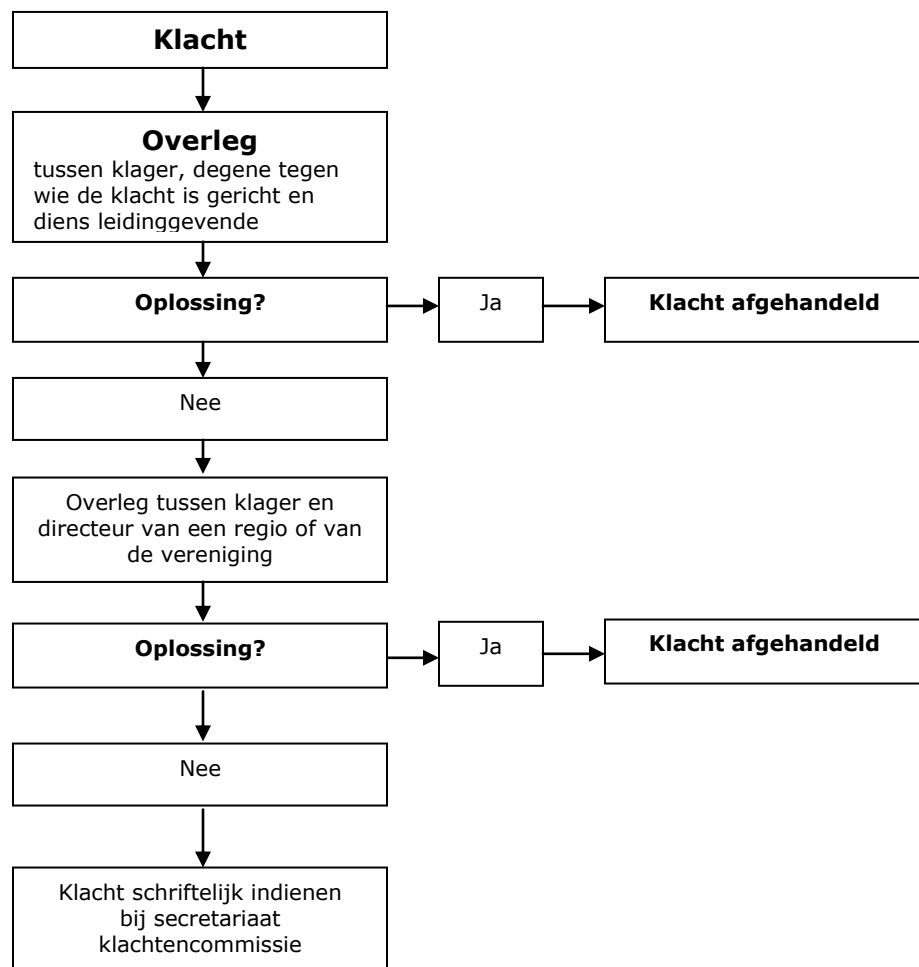 Klacht
Overleg
tussen klager, degene tegen
wie de klacht is gericht en
diens leidinggevende
Oplossing?
Ja
Klacht afgehandeld
Nee
Overleg tussen klager en
directeur van een regio of van
de vereniging
Oplossing?
Ja
Klacht afgehandeld
Nee
Klacht schriftelijk indienen
bij secretariaat
klachtencommissie